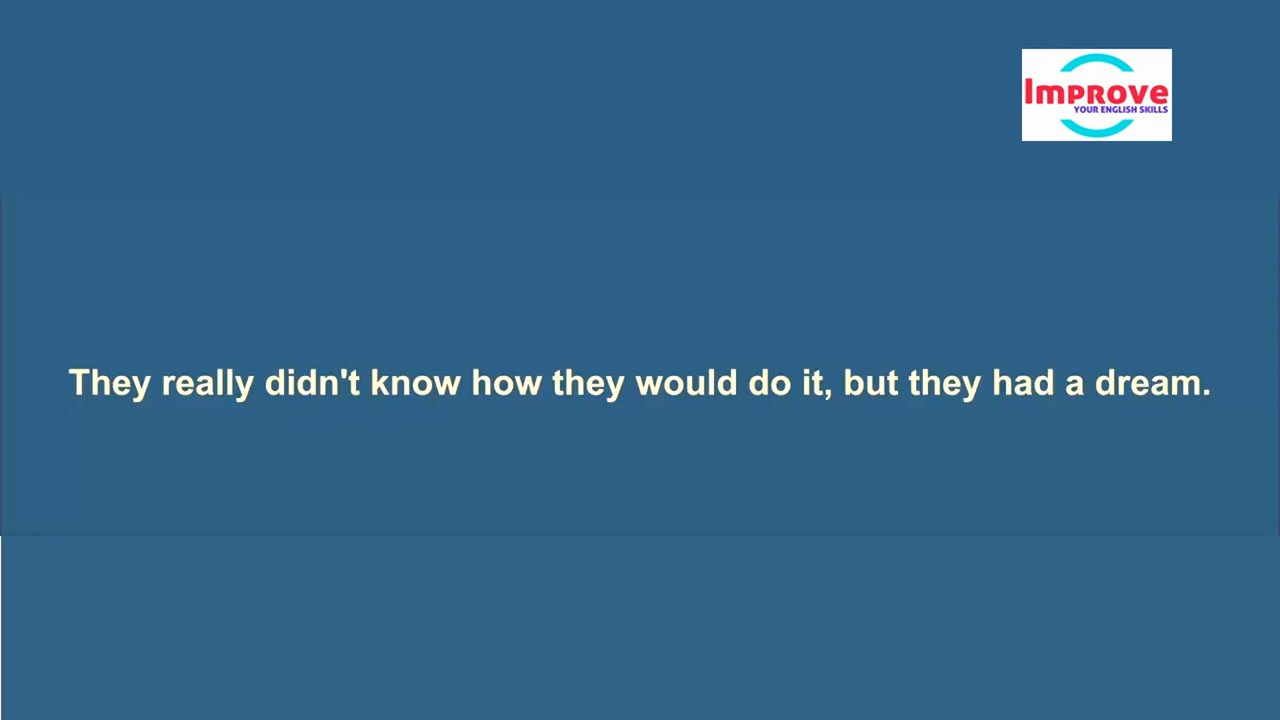 Improve
YOUR ENGLISH SKILLS
They really didn't know how they would do it, but they had a dream.